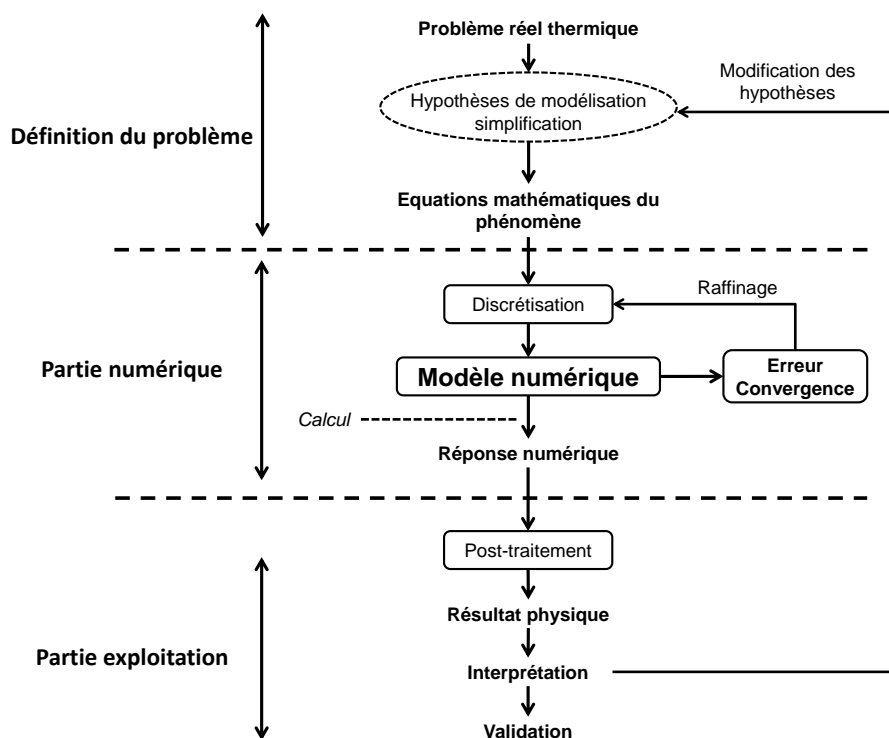 Problème réel thermique
Modification des
hypothèses
Hypothèses de modélisation
simplification
Définition du problème
Equations mathématiques du
phénomène
Discrétisation
Raffinage
Partie numérique
Modèle numérique
Erreur
Convergence
Calcul
Réponse numérique
Post-traitement
Résultat physique
Partie exploitation
Interprétation
Validation